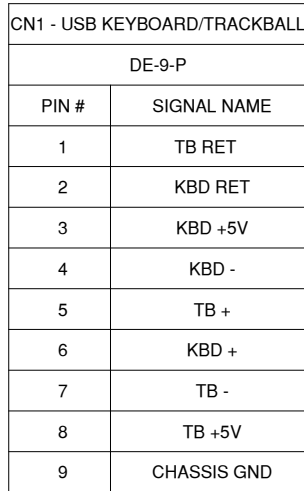 CN1 - USB KEYBOARD/TRACKBALL
DE-9-P
PIN # SIGNAL NAME
1 TB RET
2 KBD RET
3 KBD +5V
4 KBD -
5 TB +
6 KBD +
7 TB -
8 TB +5V
9 CHASSIS GND